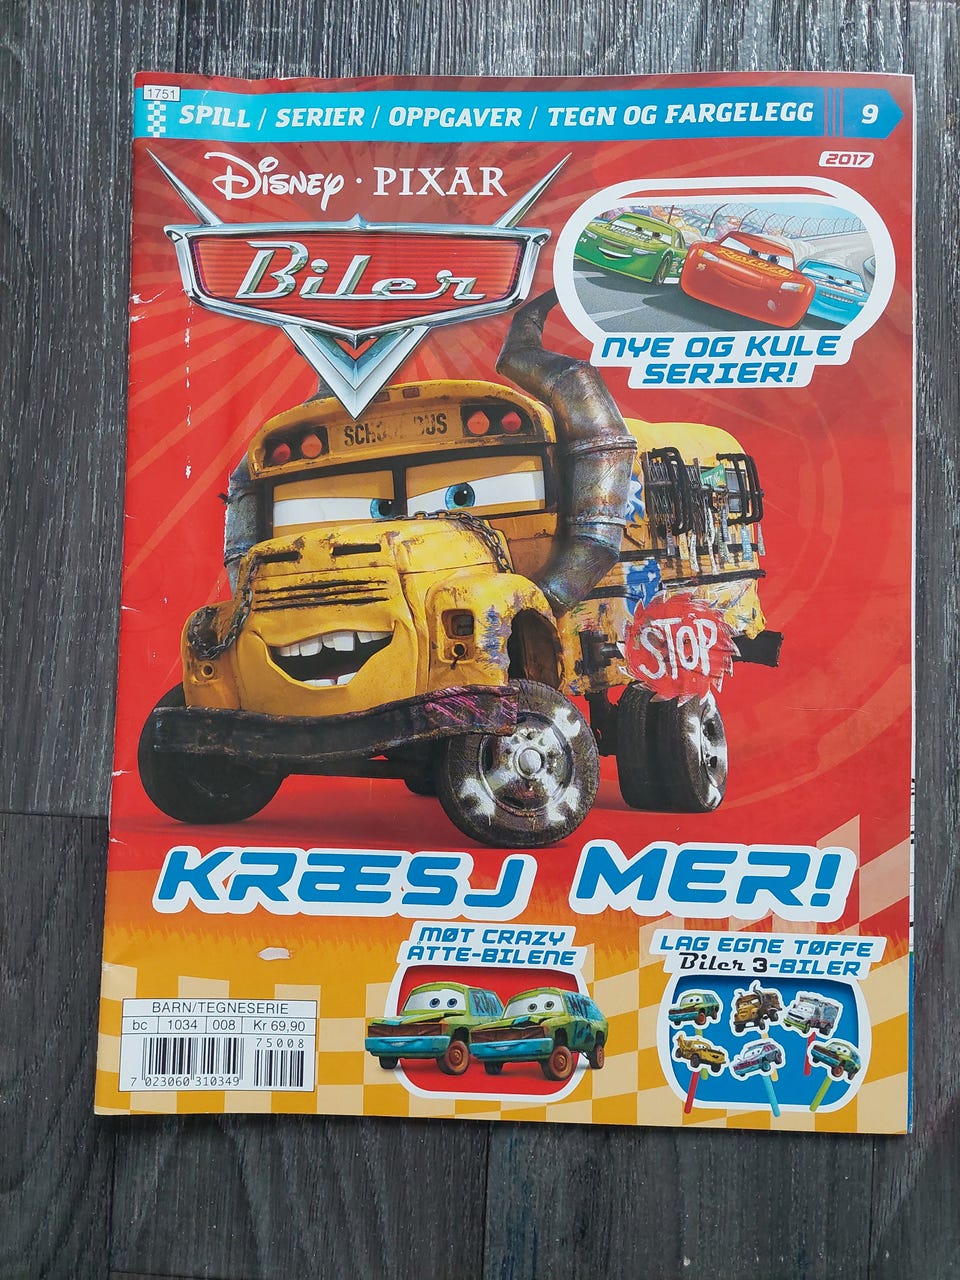 1751
SPILL / SERIER / OPPGAVER / TEGN OG FARGELEGG
9
2017
DISNEY · PIXAR
Biler
NYE OG KULE
SERIER!
SCHOOL BUS
STOP
KRÆSJ MER!
MØT CRAZY
ÅTTE-BILENE
LAG EGNE TØFFE
Biler 3-BILER
BARN/TEGNESERIE
bc 1034 008 Kr 69,90
75008
7 023060 310349